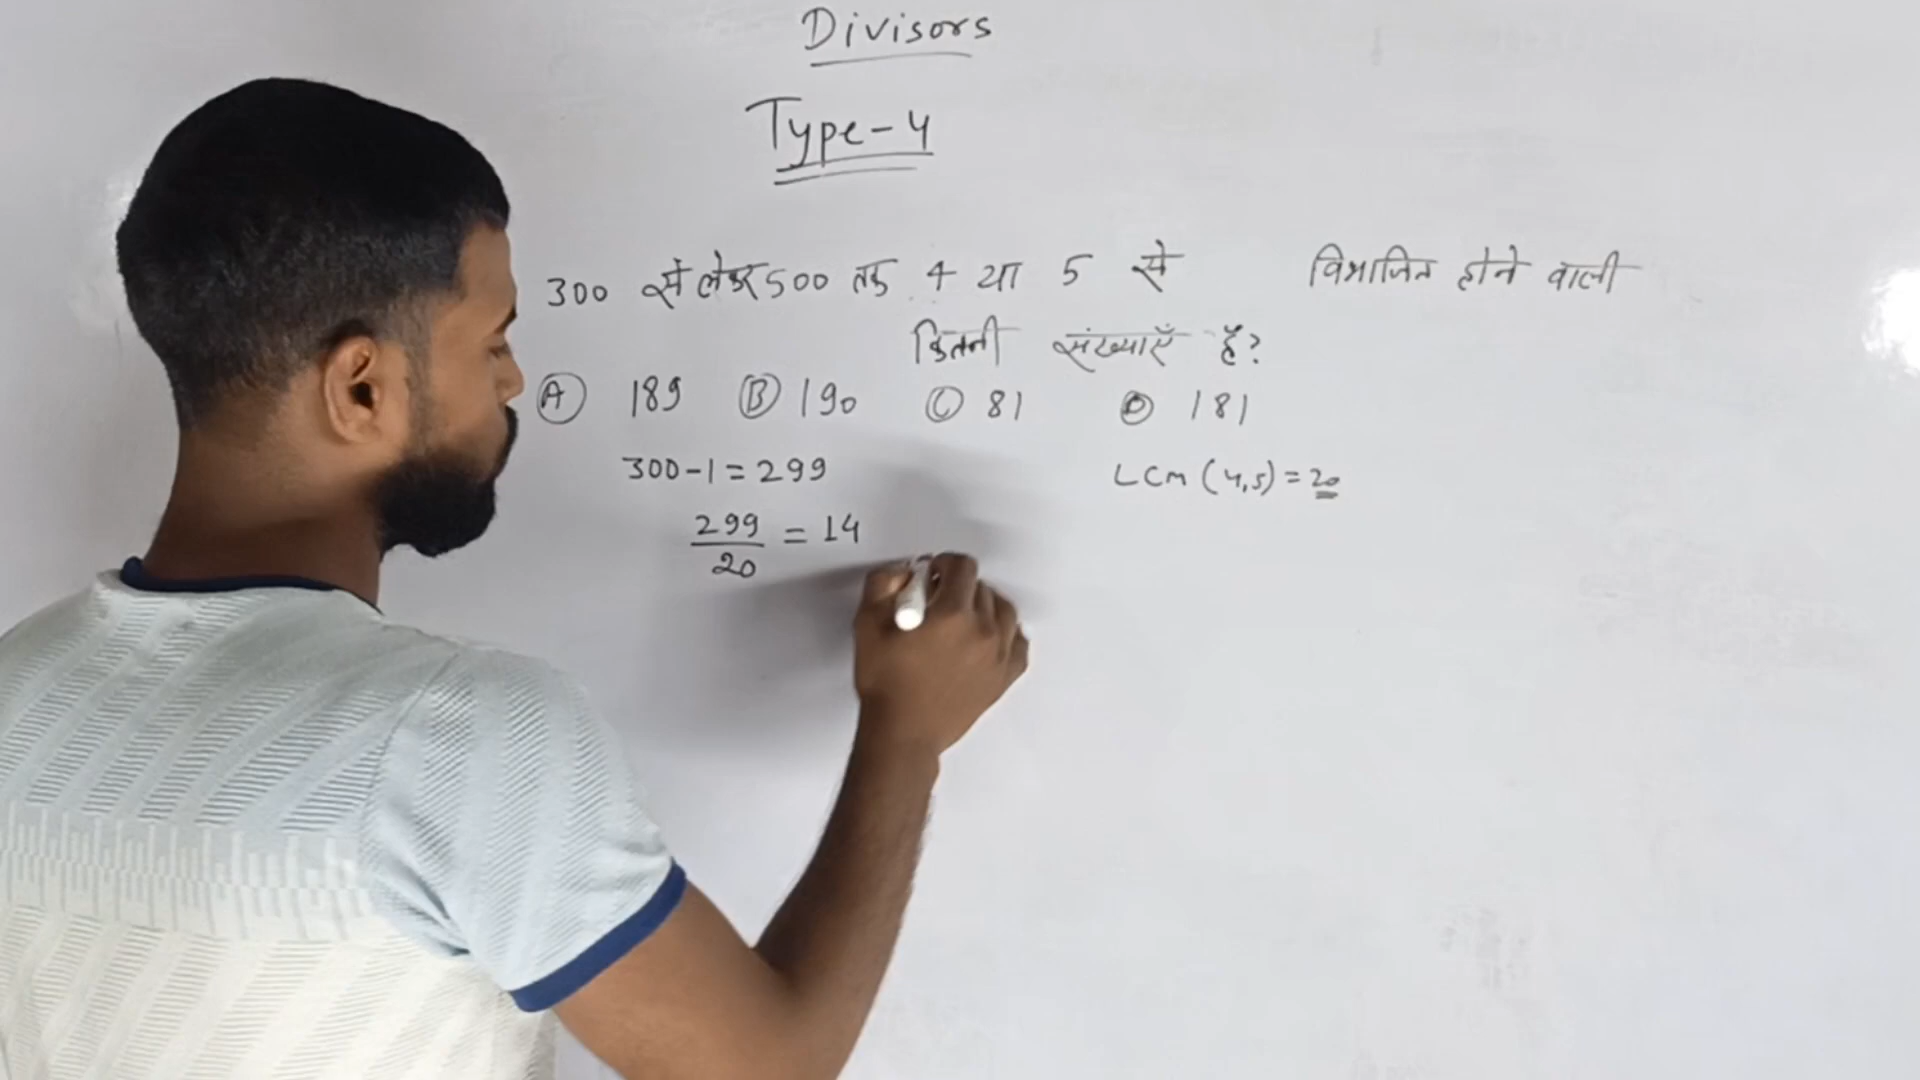 Divisors
Type-4
300 से लेकर 500 तक 4 या 5 से विभाजित होने वाली
कितनी संख्याएँ हैं?
(A) 189 (B) 190 (C) 81 (D) 181
300-1=299
LCM (4,5) = 20
299/20 = 14